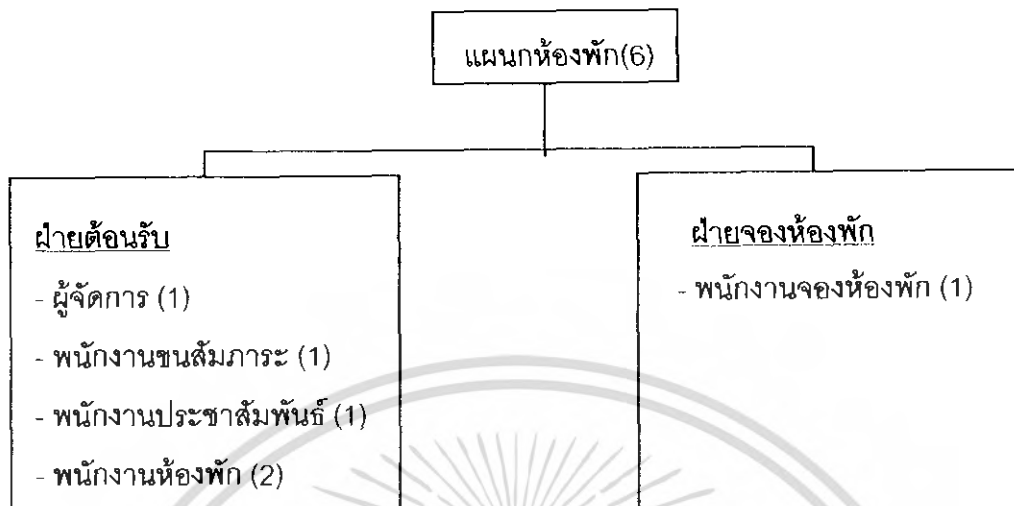 แผนกห้องพัก(6)
ฝ่ายต้อนรับ
- ผู้จัดการ (1)
- พนักงานขนสัมภาระ (1)
- พนักงานประชาสัมพันธ์ (1)
- พนักงานห้องพัก (2)
ฝ่ายจองห้องพัก
- พนักงานจองห้องพัก (1)